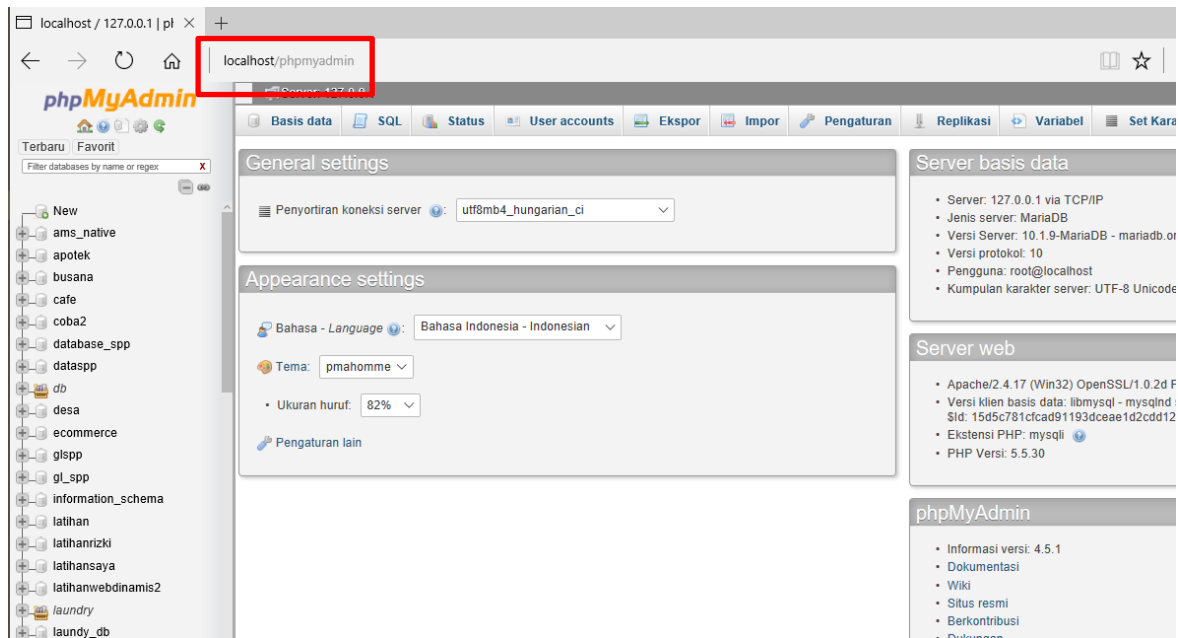 localhost / 127.0.0.1 | pl
localhost/phpmyadmin
phpMyAdmin
Terbaru Favorit
Filter databases by name or regex X
New
ams_native
apotek
busana
cafe
coba2
database_spp
dataspp
db
desa
ecommerce
glspp
gl_spp
information_schema
latihan
latihanrizki
latihansaya
latihanwebdinamis2
laundry
laundy_db
Server: 127.0.0.1
Basis data SQL Status User accounts Ekspor Impor Pengaturan Replikasi Variabel Set Kara
General settings
Penyortiran koneksi server : utf8mb4_hungarian_ci
Appearance settings
Bahasa - Language : Bahasa Indonesia - Indonesian
Tema: pmahomme
• Ukuran huruf: 82%
Pengaturan lain
Server basis data
• Server: 127.0.0.1 via TCP/IP
• Jenis server: MariaDB
• Versi Server: 10.1.9-MariaDB - mariadb.or
• Versi protokol: 10
• Pengguna: root@localhost
• Kumpulan karakter server: UTF-8 Unicode
Server web
• Apache/2.4.17 (Win32) OpenSSL/1.0.2d P
• Versi klien basis data: libmysql - mysqlnd
$Id: 15d5c781cfcad91193dceae1d2cdd12
• Ekstensi PHP: mysqli
• PHP Versi: 5.5.30
phpMyAdmin
• Informasi versi: 4.5.1
• Dokumentasi
• Wiki
• Situs resmi
• Berkontribusi
• Dukungan